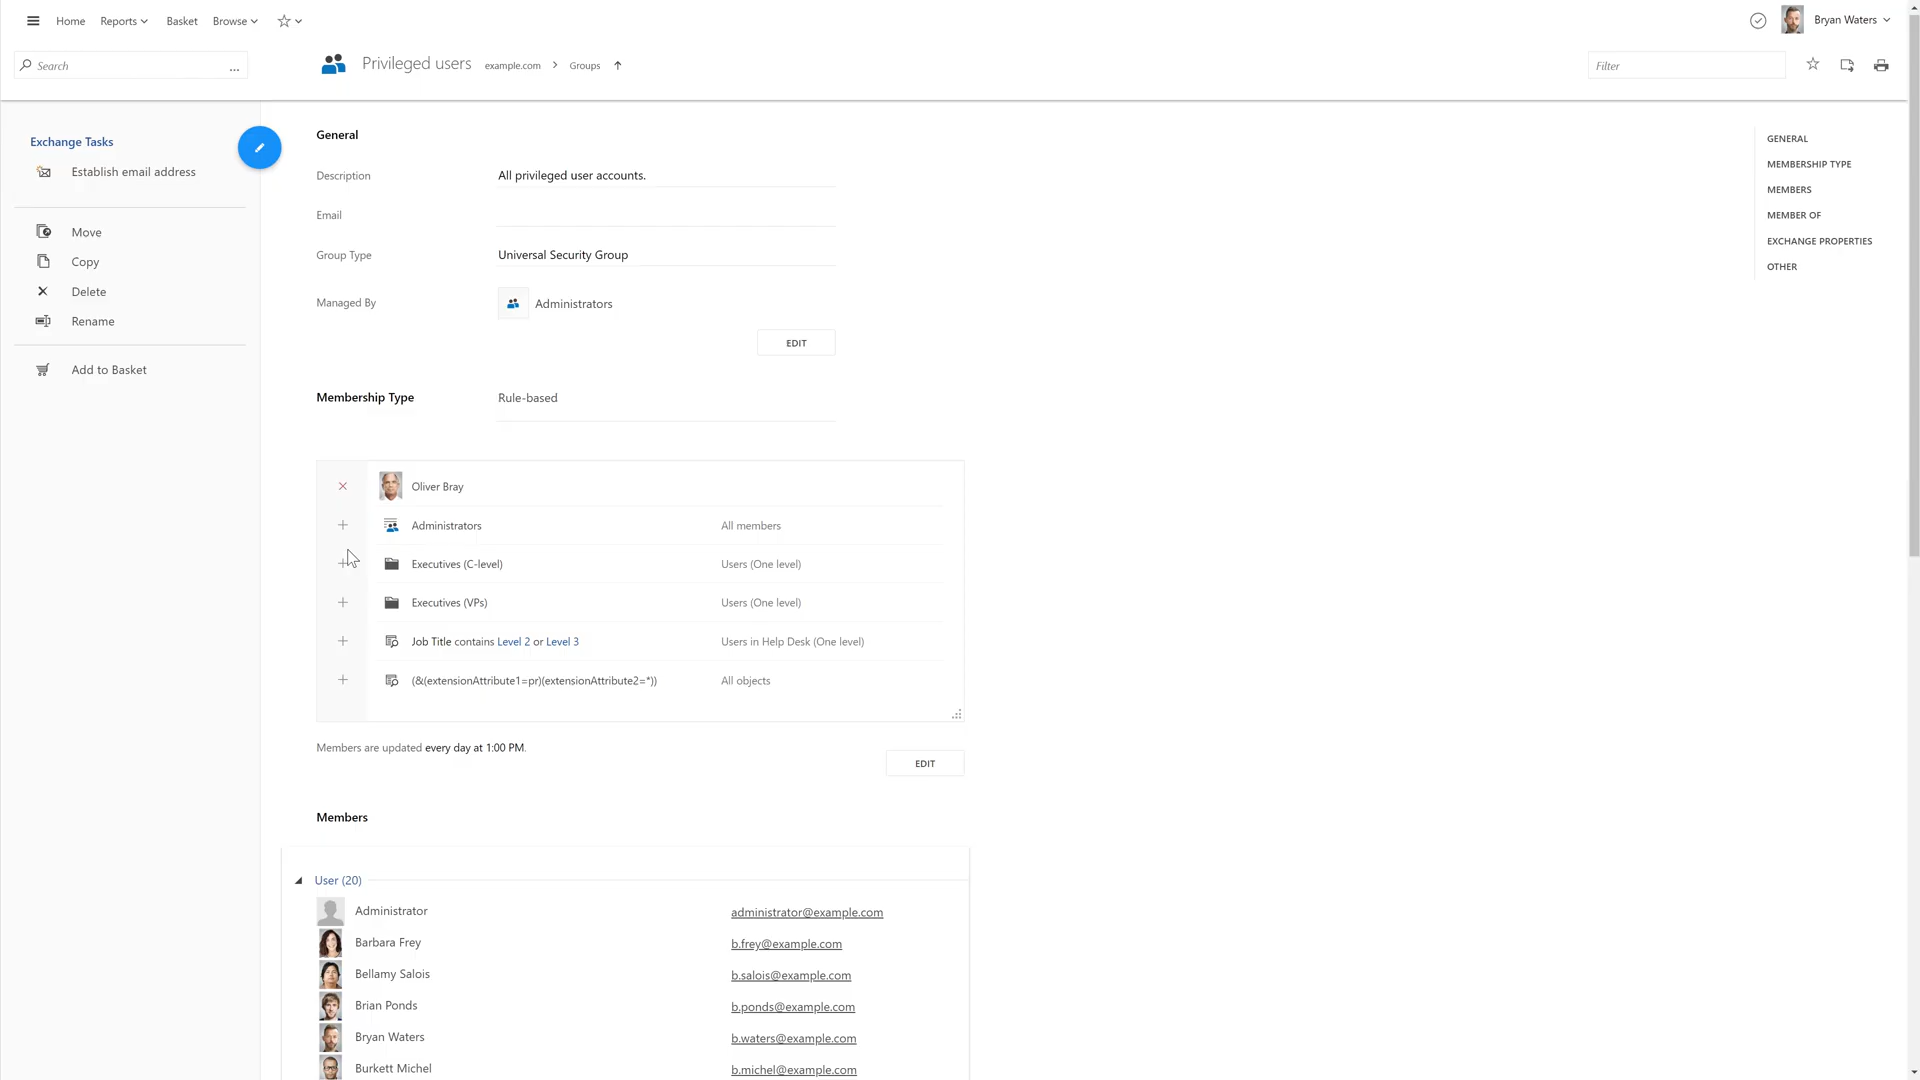 Home Reports Basket Browse
Bryan Waters
Search ...
Privileged users example.com > Groups
Filter
Exchange Tasks
Establish email address
Move
Copy
Delete
Rename
Add to Basket
General
Description All privileged user accounts.
Email
Group Type Universal Security Group
Managed By Administrators
EDIT
Membership Type Rule-based
Oliver Bray
Administrators All members
Executives (C-level) Users (One level)
Executives (VPs) Users (One level)
Job Title contains Level 2 or Level 3 Users in Help Desk (One level)
(&(extensionAttribute1=pr)(extensionAttribute2=*)) All objects
Members are updated every day at 1:00 PM.
EDIT
Members
User (20)
Administrator administrator@example.com
Barbara Frey b.frey@example.com
Bellamy Salois b.salois@example.com
Brian Ponds b.ponds@example.com
Bryan Waters b.waters@example.com
Burkett Michel b.michel@example.com
GENERAL
MEMBERSHIP TYPE
MEMBERS
MEMBER OF
EXCHANGE PROPERTIES
OTHER